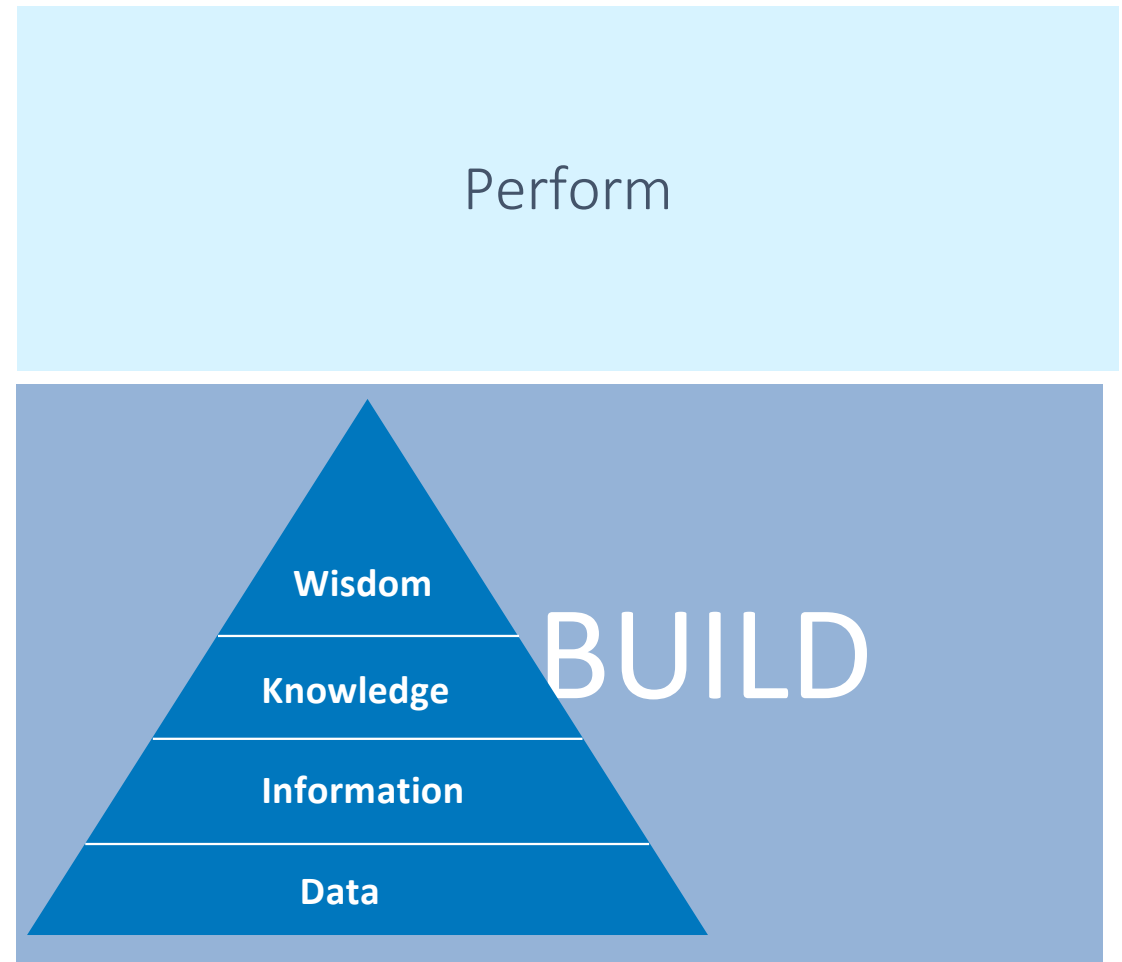 Perform
Wisdom
BUILD
Knowledge
Information
Data